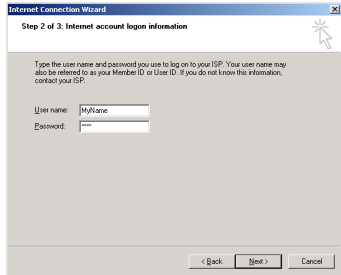 Internet Connection Wizard
Step 2 of 3: Internet account logon information
Type the user name and password you use to log on to your ISP. Your user name may
also be referred to as your Member ID or User ID. If you do not know this information,
contact your ISP.
User name: MyName
Password: ****
< Back Next > Cancel